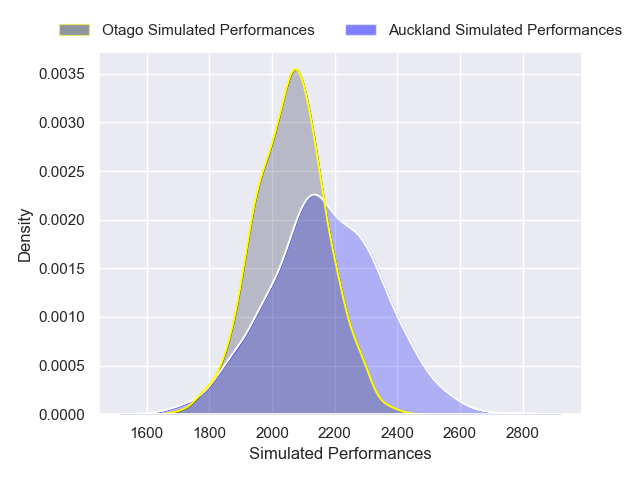 Otago Simulated Performances
Auckland Simulated Performances
0.0035
0.0030
0.0025
0.0020
0.0015
0.0010
0.0005
0.0000
Density
1600 1800 2000 2200 2400 2600 2800
Simulated Performances